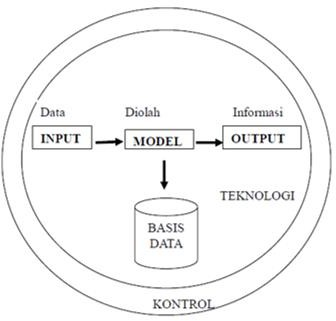 Data Diolah Informasi
INPUT MODEL OUTPUT
TEKNOLOGI
BASIS
DATA
KONTROL